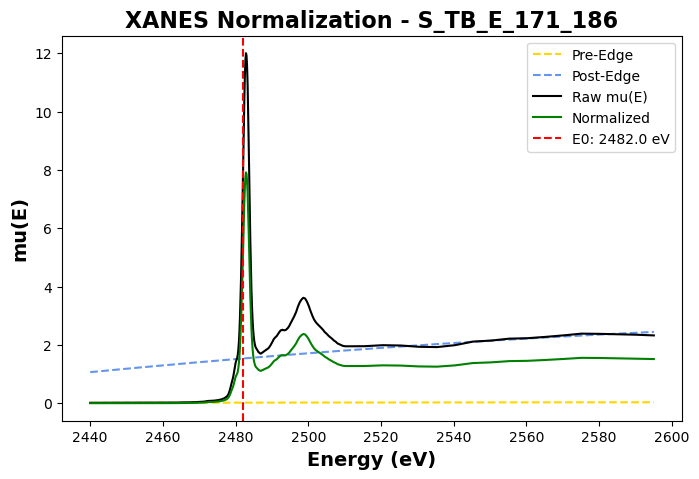 XANES Normalization - S_TB_E_171_186
mu(E)
12
10
8
6
4
2
0
Pre-Edge
Post-Edge
Raw mu(E)
Normalized
E0: 2482.0 eV
2440 2460 2480 2500 2520 2540 2560 2580 2600
Energy (eV)